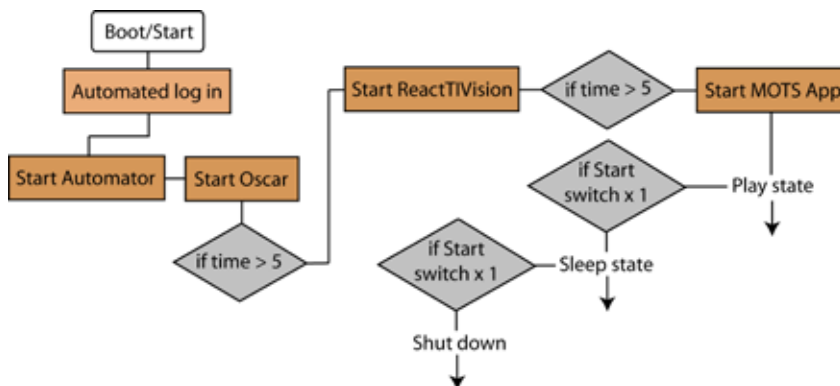 Boot/Start
Automated log in
Start Automator
Start Oscar
if time > 5
Start ReacTIVision
if time > 5
Start MOTS App
Play state
if Start
switch x 1
Sleep state
if Start
switch x 1
Shut down